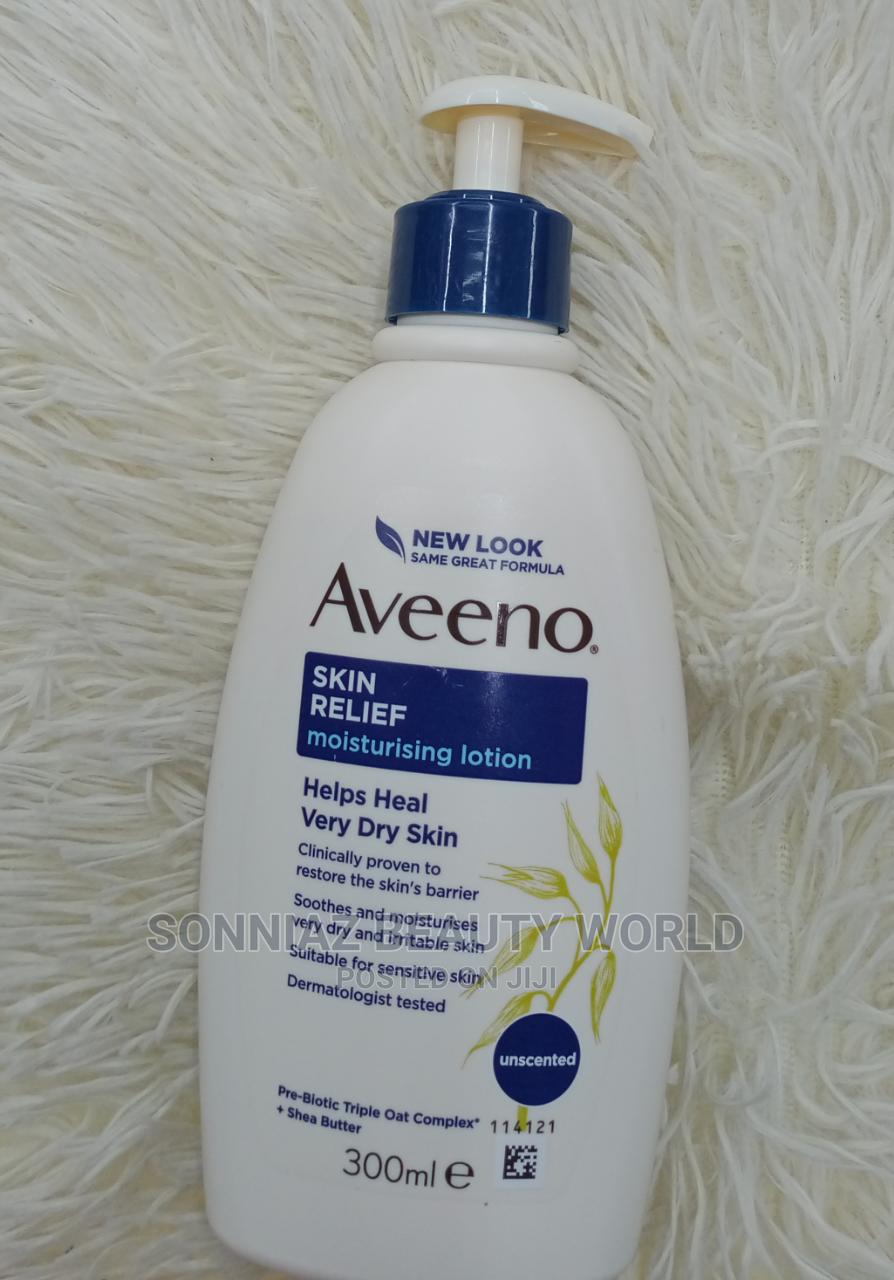 NEW LOOK
SAME GREAT FORMULA
Aveeno®
SKIN
RELIEF
moisturising lotion
Helps Heal
Very Dry Skin
Clinically proven to
restore the skin's barrier
Soothes and moisturises
very dry and irritable skin
SONNIAZ BEAUTY WORLD
Suitable for sensitive skin
POSTED ON JIJI
Dermatologist tested
unscented
Pre-Biotic Triple Oat Complex*
+ Shea Butter
114121
300ml e